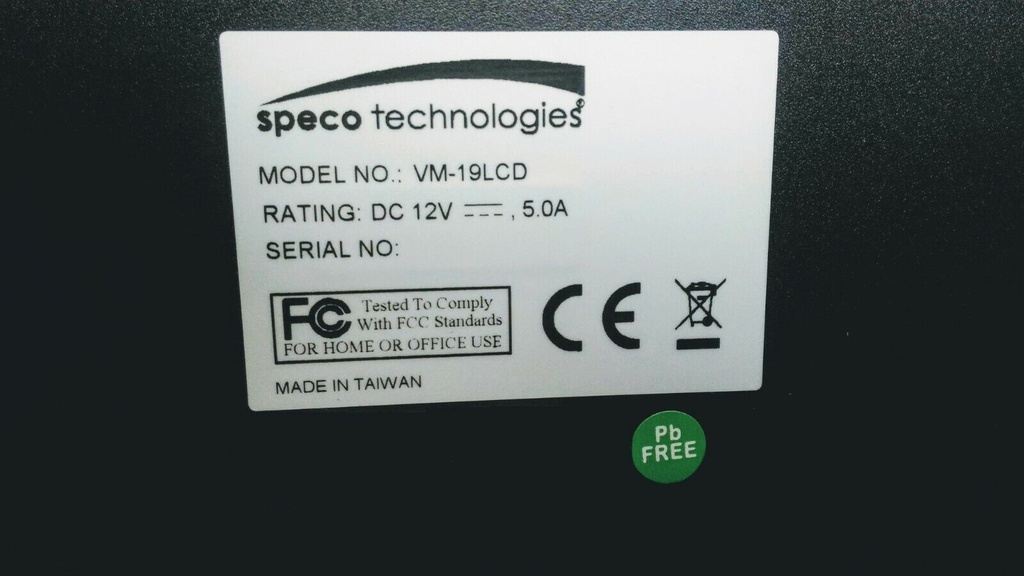 speco technologies®
MODEL NO.: VM-19LCD
RATING: DC 12V ⎓, 5.0A
SERIAL NO:
FC Tested To Comply
With FCC Standards
FOR HOME OR OFFICE USE
CE
MADE IN TAIWAN
Pb
FREE